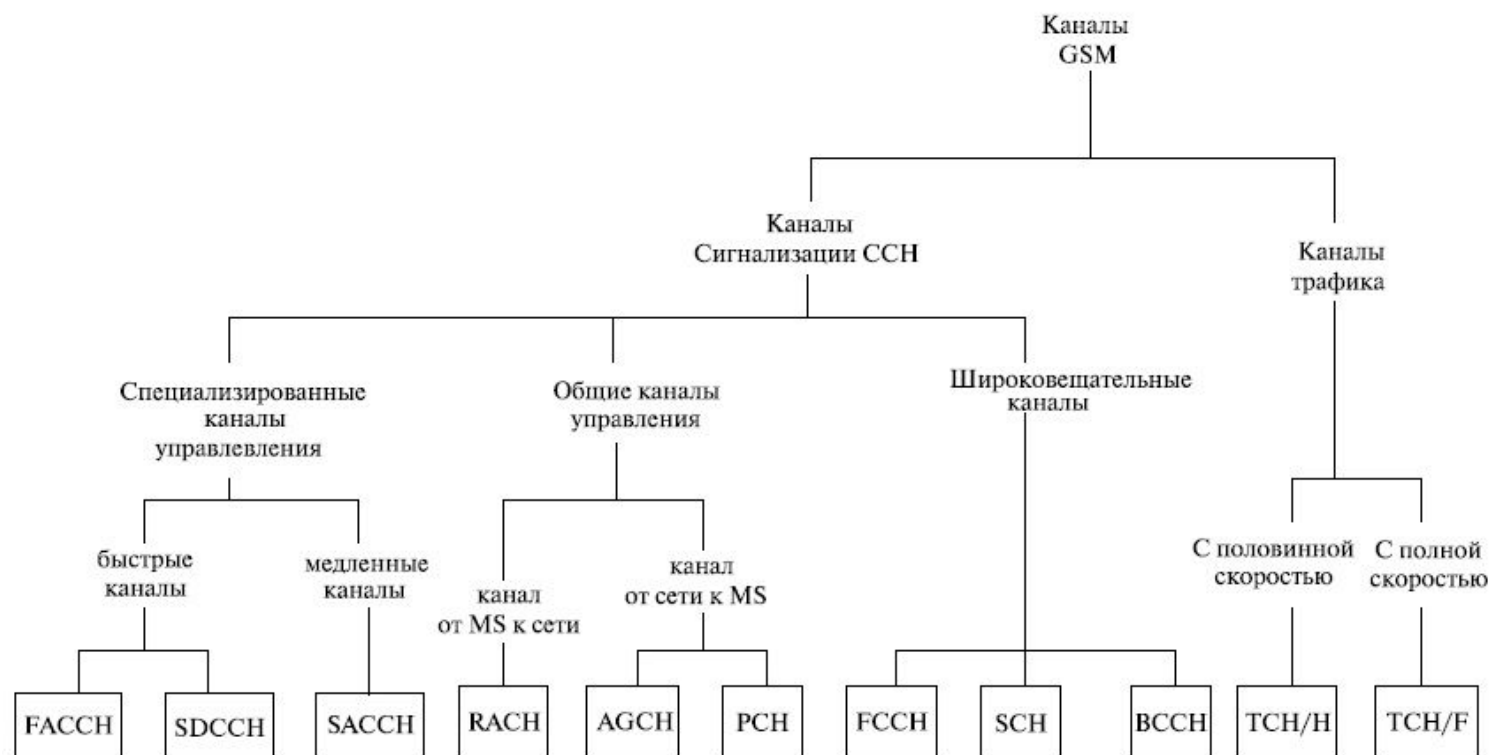 Каналы
GSM
Каналы
Сигнализации CCH
Каналы
трафика
Специализированные
каналы
управлевления
Общие каналы
управления
Широковещательные
каналы
быстрые
каналы
медленные
каналы
канал
от MS к сети
канал
от сети к MS
С половинной
скоростью
С полной
скоростью
FACCH
SDCCH
SACCH
RACH
AGCH
PCH
FCCH
SCH
BCCH
TCH/H
TCH/F